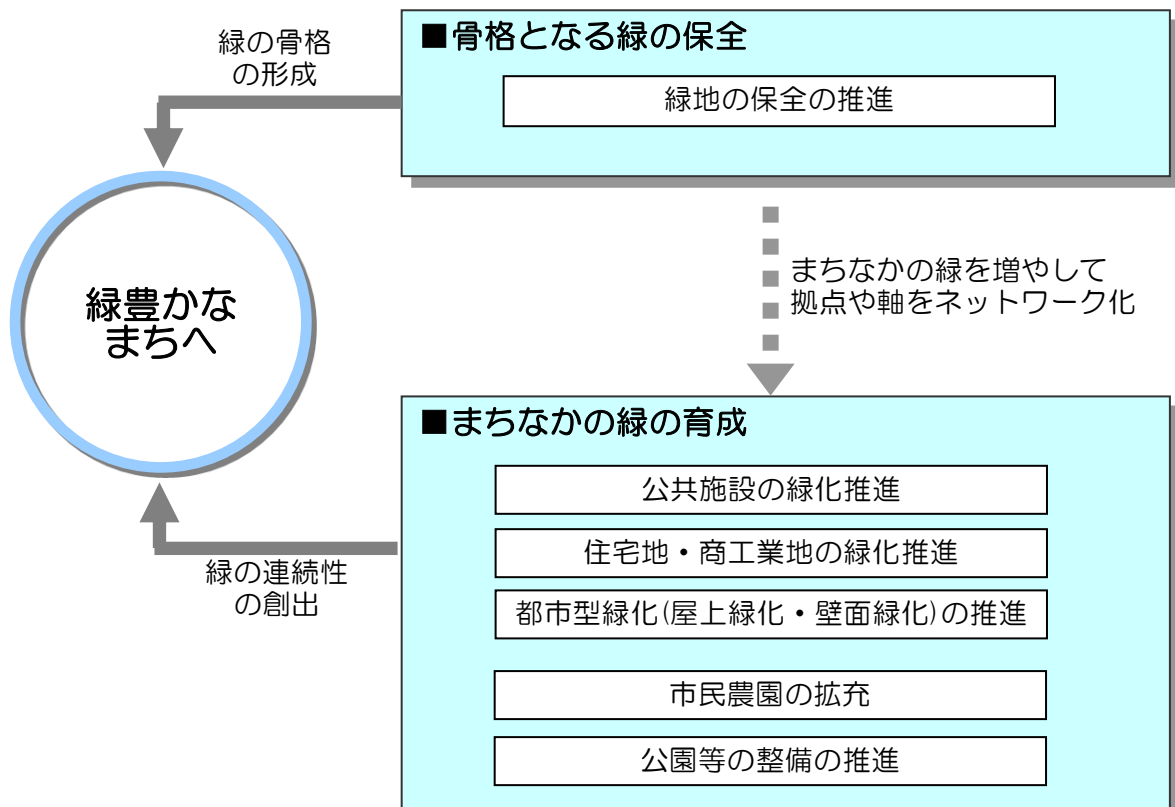 ■骨格となる緑の保全
緑地の保全の推進
緑の骨格
の形成
緑豊かな
まちへ
まちなかの緑を増やして
拠点や軸をネットワーク化
■まちなかの緑の育成
公共施設の緑化推進
住宅地・商工業地の緑化推進
都市型緑化(屋上緑化・壁面緑化)の推進
市民農園の拡充
公園等の整備の推進
緑の連続性
の創出